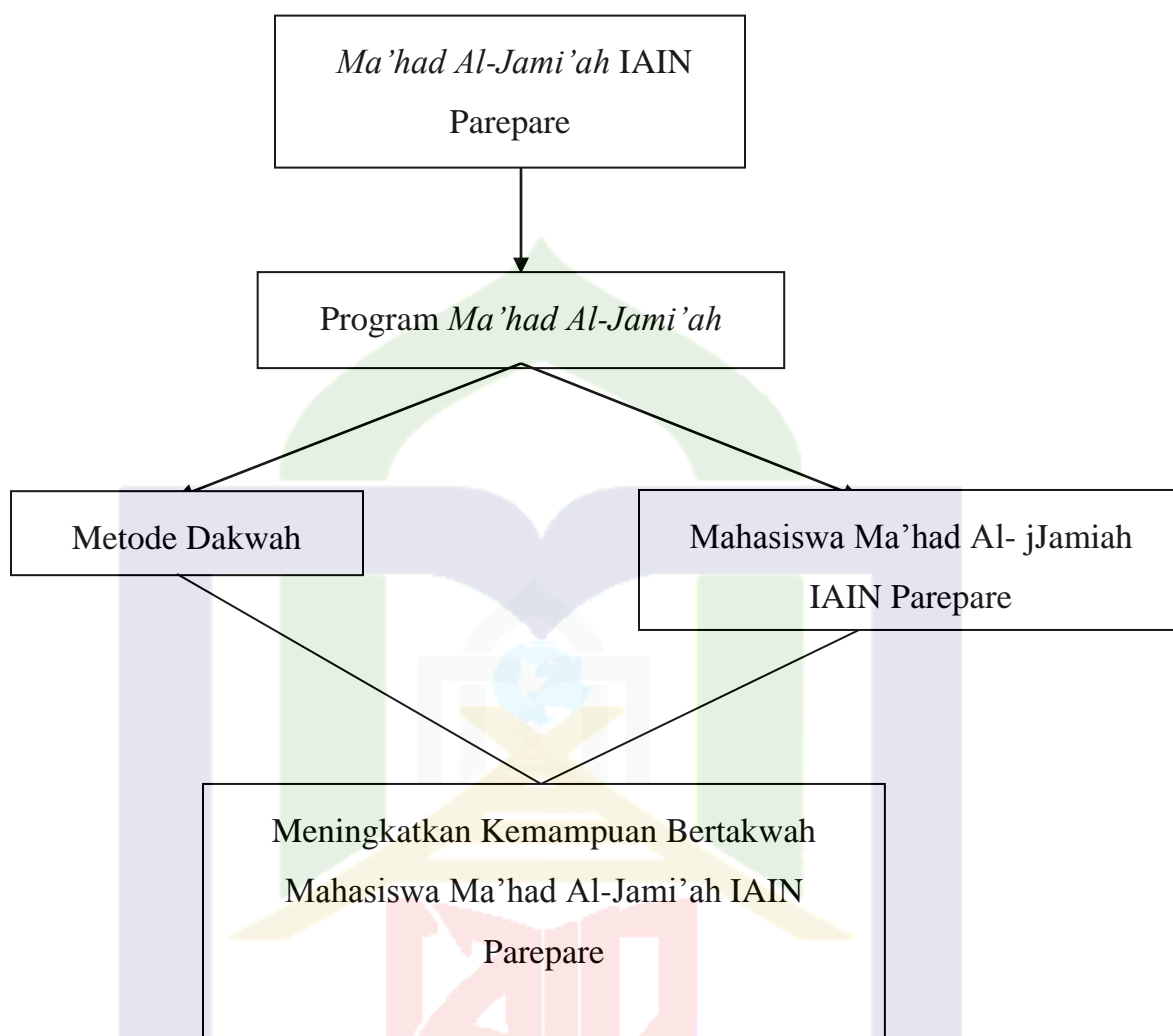 Ma’had Al-Jami’ah IAIN
Parepare
Program Ma’had Al-Jami’ah
Metode Dakwah
Mahasiswa Ma’had Al- jJamiah
IAIN Parepare
Meningkatkan Kemampuan Bertakwah
Mahasiswa Ma’had Al-Jami’ah IAIN
Parepare